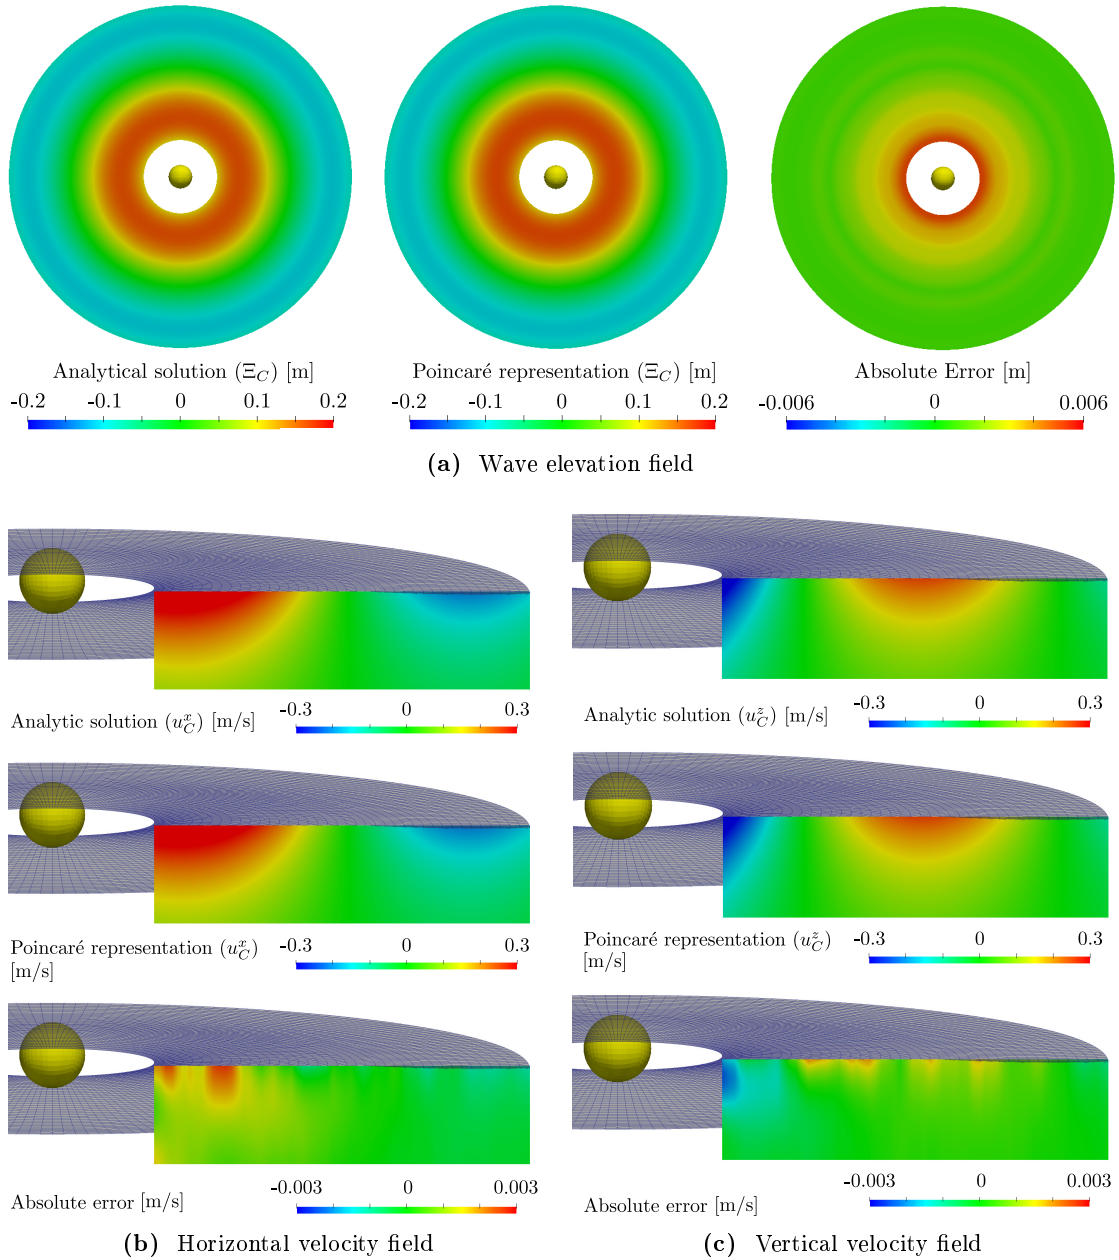 Analytical solution (Ξ_C) [m]
-0.2 -0.1 0 0.1 0.2
Poincaré representation (Ξ_C) [m]
-0.2 -0.1 0 0.1 0.2
Absolute Error [m]
-0.006 0 0.006
(a) Wave elevation field
Analytic solution (u_C^x) [m/s]
-0.3 0 0.3
Poincaré representation (u_C^x)
[m/s]
-0.3 0 0.3
Absolute error [m/s]
-0.003 0 0.003
(b) Horizontal velocity field
Analytic solution (u_C^z) [m/s]
-0.3 0 0.3
Poincaré representation (u_C^z)
[m/s]
-0.3 0 0.3
Absolute error [m/s]
-0.003 0 0.003
(c) Vertical velocity field